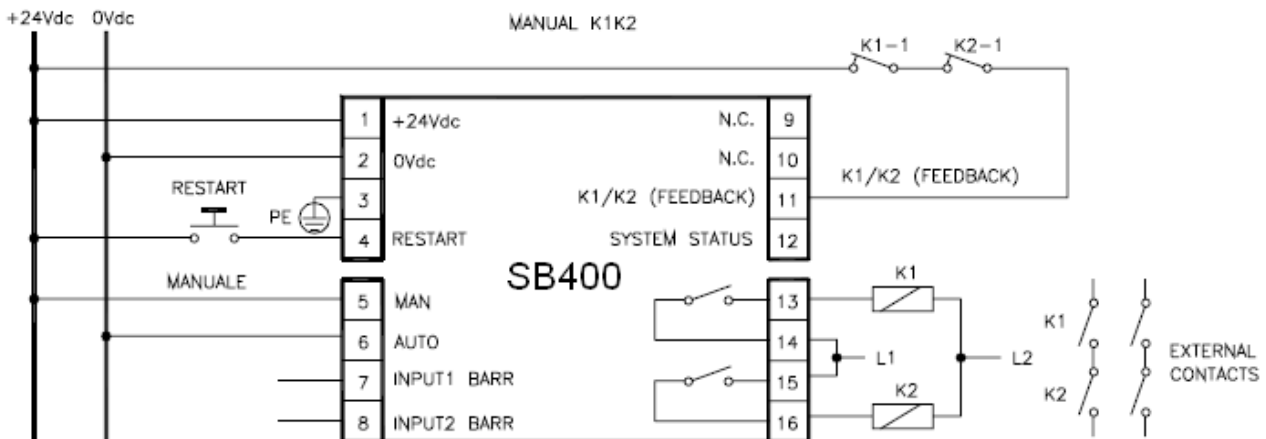 +24Vdc 0Vdc
MANUAL K1K2
K1-1 K2-1
1 +24Vdc N.C. 9
2 0Vdc N.C. 10
K1/K2 (FEEDBACK)
RESTART
PE 3 K1/K2 (FEEDBACK) 11
4 RESTART SYSTEM STATUS 12
SB400
MANUALE
K1
5 MAN 13
K1
6 AUTO 14
L1 L2
EXTERNAL
CONTACTS
7 INPUT1 BARR 15
K2
K2
8 INPUT2 BARR 16